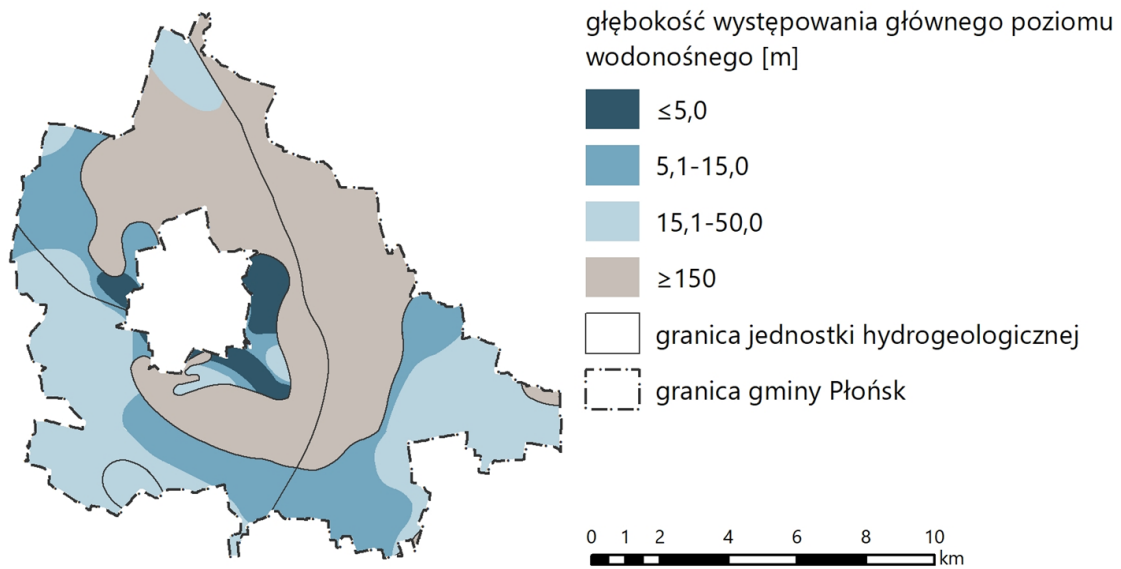 głębokość występowania głównego poziomu
wodonośnego [m]
≤5,0
5,1-15,0
15,1-50,0
≥150
granica jednostki hydrogeologicznej
granica gminy Płońsk
0 1 2 4 6 8 10
km